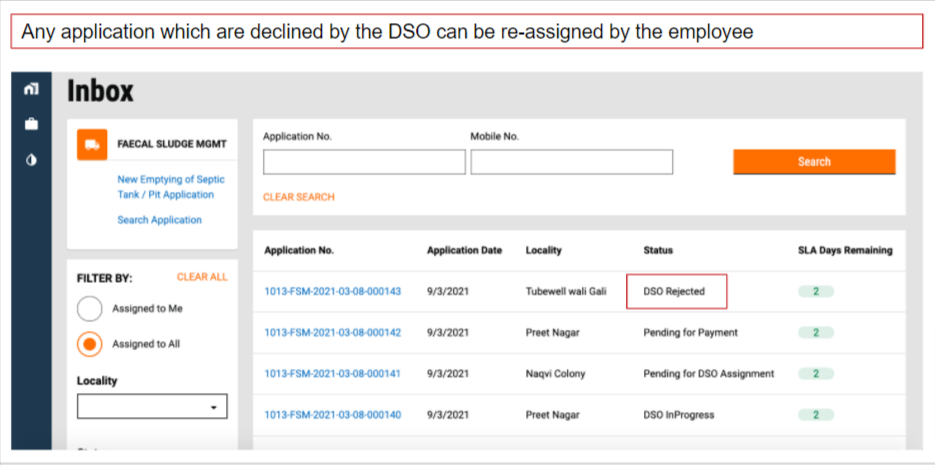 Any application which are declined by the DSO can be re-assigned by the employee
Inbox
FAECAL SLUDGE MGMT
New Emptying of Septic
Tank / Pit Application
Search Application
FILTER BY: CLEAR ALL
Assigned to Me
Assigned to All
Locality
Application No. Mobile No.
Search
CLEAR SEARCH
Application No. Application Date Locality Status SLA Days Remaining
1013-FSM-2021-03-08-000143 9/3/2021 Tubewell wali Gali DSO Rejected 2
1013-FSM-2021-03-08-000142 9/3/2021 Preet Nagar Pending for Payment 2
1013-FSM-2021-03-08-000141 9/3/2021 Naqvi Colony Pending for DSO Assignment 2
1013-FSM-2021-03-08-000140 9/3/2021 Preet Nagar DSO InProgress 2